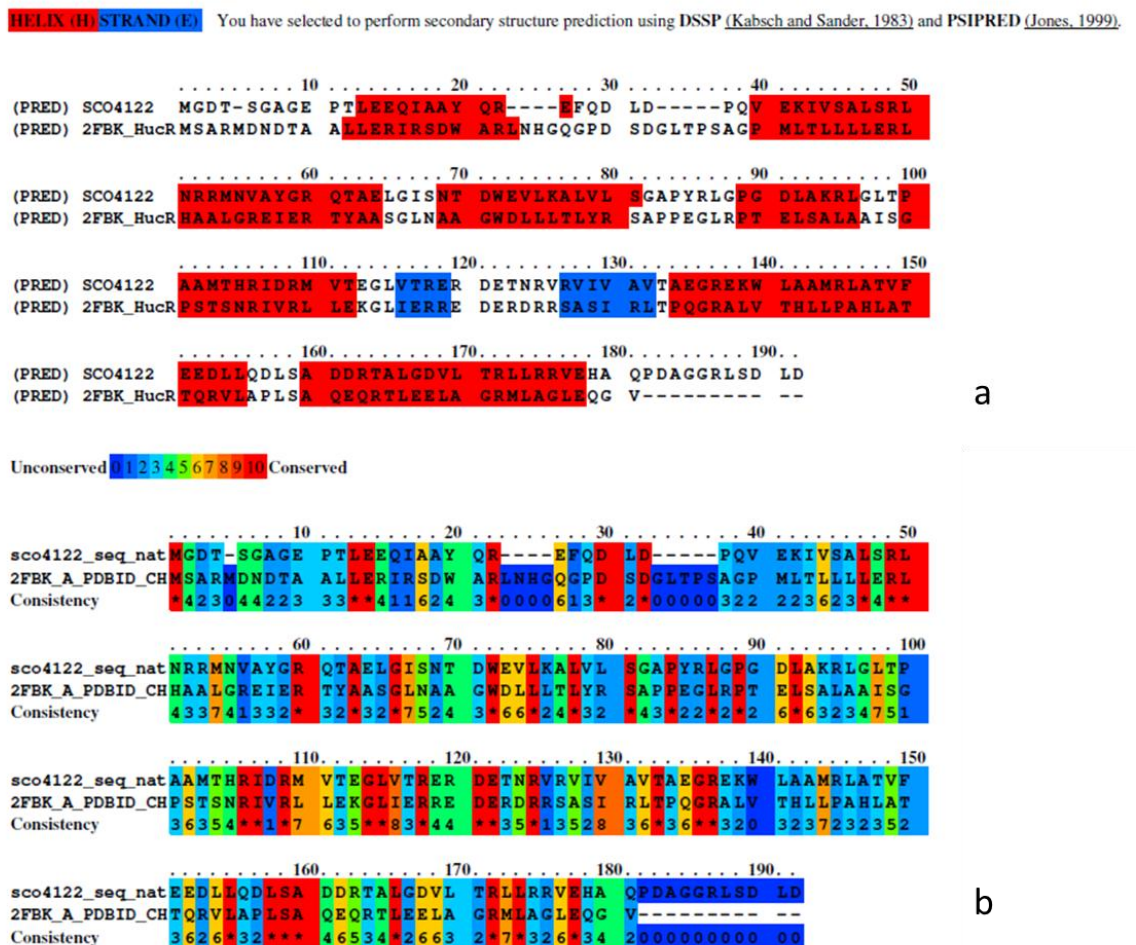 HELIX (H) STRAND (E) You have selected to perform secondary structure prediction using DSSP (Kabsch and Sander, 1983) and PSIPRED (Jones, 1999).
. . . . . . . . . 10 . . . . . . . . . 20 . . . . . . . . . 30 . . . . . . . . . 40 . . . . . . . . . 50
(PRED) SCO4122 MGDT-SGAGE PTLEEQIAAY QR----EFQD LD-----PQV EKIVSALSRL
(PRED) 2FBK_HucR MSARMDNDTA ALLERIRSDW ARLNHGQGPD SDGLTPSAGP MLTLLLLERL
. . . . . . . . . 60 . . . . . . . . . 70 . . . . . . . . . 80 . . . . . . . . . 90 . . . . . . . . . 100
(PRED) SCO4122 NRRMNVAYGR QTAELGISNT DWEVLKALVL SGAPYRLGPG DLAKRLGLTP
(PRED) 2FBK_HucR HAALGREIER TYAASGLNAA GWDLLLTLYR SAPPEGLRPT ELSALAAISG
. . . . . . . . . 110 . . . . . . . . . 120 . . . . . . . . . 130 . . . . . . . . . 140 . . . . . . . . . 150
(PRED) SCO4122 AAMTHRIDRM VTEGLVTRER DETNRVRVIV AVTAEGREKW LAAMRLATVF
(PRED) 2FBK_HucR PSTSNRIVRL LEKGLIERRE DERDRRSASI RLTPQGRALV THLLPAHLAT
. . . . . . . . . 160 . . . . . . . . . 170 . . . . . . . . . 180 . . . . . . . . . 190 . .
(PRED) SCO4122 EEDLLQDLSA DDRTALGDVL TRLLRRVEHA QPDAGGRLSD LD
(PRED) 2FBK_HucR TQRVLAPLSA QEQRTLEELA GRMLAGLEQG V--------- --
a
Unconserved 0 1 2 3 4 5 6 7 8 9 10 Conserved
. . . . . . . . . 10 . . . . . . . . . 20 . . . . . . . . . 30 . . . . . . . . . 40 . . . . . . . . . 50
sco4122_seq_nat MGDT-SGAGE PTLEEQIAAY QR----EFQD LD-----PQV EKIVSALSRL
2FBK_A_PDBID_CH MSARMDNDTA ALLERIRSDW ARLNHGQGPD SDGLTPSAGP MLTLLLLERL
Consistency *423044223 33**411624 3*0000613* 2*00000322 223623*4**
. . . . . . . . . 60 . . . . . . . . . 70 . . . . . . . . . 80 . . . . . . . . . 90 . . . . . . . . . 100
sco4122_seq_nat NRRMNVAYGR QTAELGISNT DWEVLKALVL SGAPYRLGPG DLAKRLGLTP
2FBK_A_PDBID_CH HAALGREIER TYAASGLNAA GWDLLLTLYR SAPPEGLRPT ELSALAAISG
Consistency 433741332* 32*32*7524 3*66*24*32 *43*22*2*2 6*63234751
. . . . . . . . . 110 . . . . . . . . . 120 . . . . . . . . . 130 . . . . . . . . . 140 . . . . . . . . . 150
sco4122_seq_nat AAMTHRIDRM VTEGLVTRER DETNRVRVIV AVTAEGREKW LAAMRLATVF
2FBK_A_PDBID_CH PSTSNRIVRL LEKGLIERRE DERDRRSASI RLTPQGRALV THLLPAHLAT
Consistency 36354**1*7 635**83*44 **35*13528 36*36**320 3237232352
. . . . . . . . . 160 . . . . . . . . . 170 . . . . . . . . . 180 . . . . . . . . . 190 . .
sco4122_seq_nat EEDLLQDLSA DDRTALGDVL TRLLRRVEHA QPDAGGRLSD LD
2FBK_A_PDBID_CH TQRVLAPLSA QEQRTLEELA GRMLAGLEQG V--------- --
Consistency 3626*32*** 46534*2663 2*7*326*34 2000000000 00
b